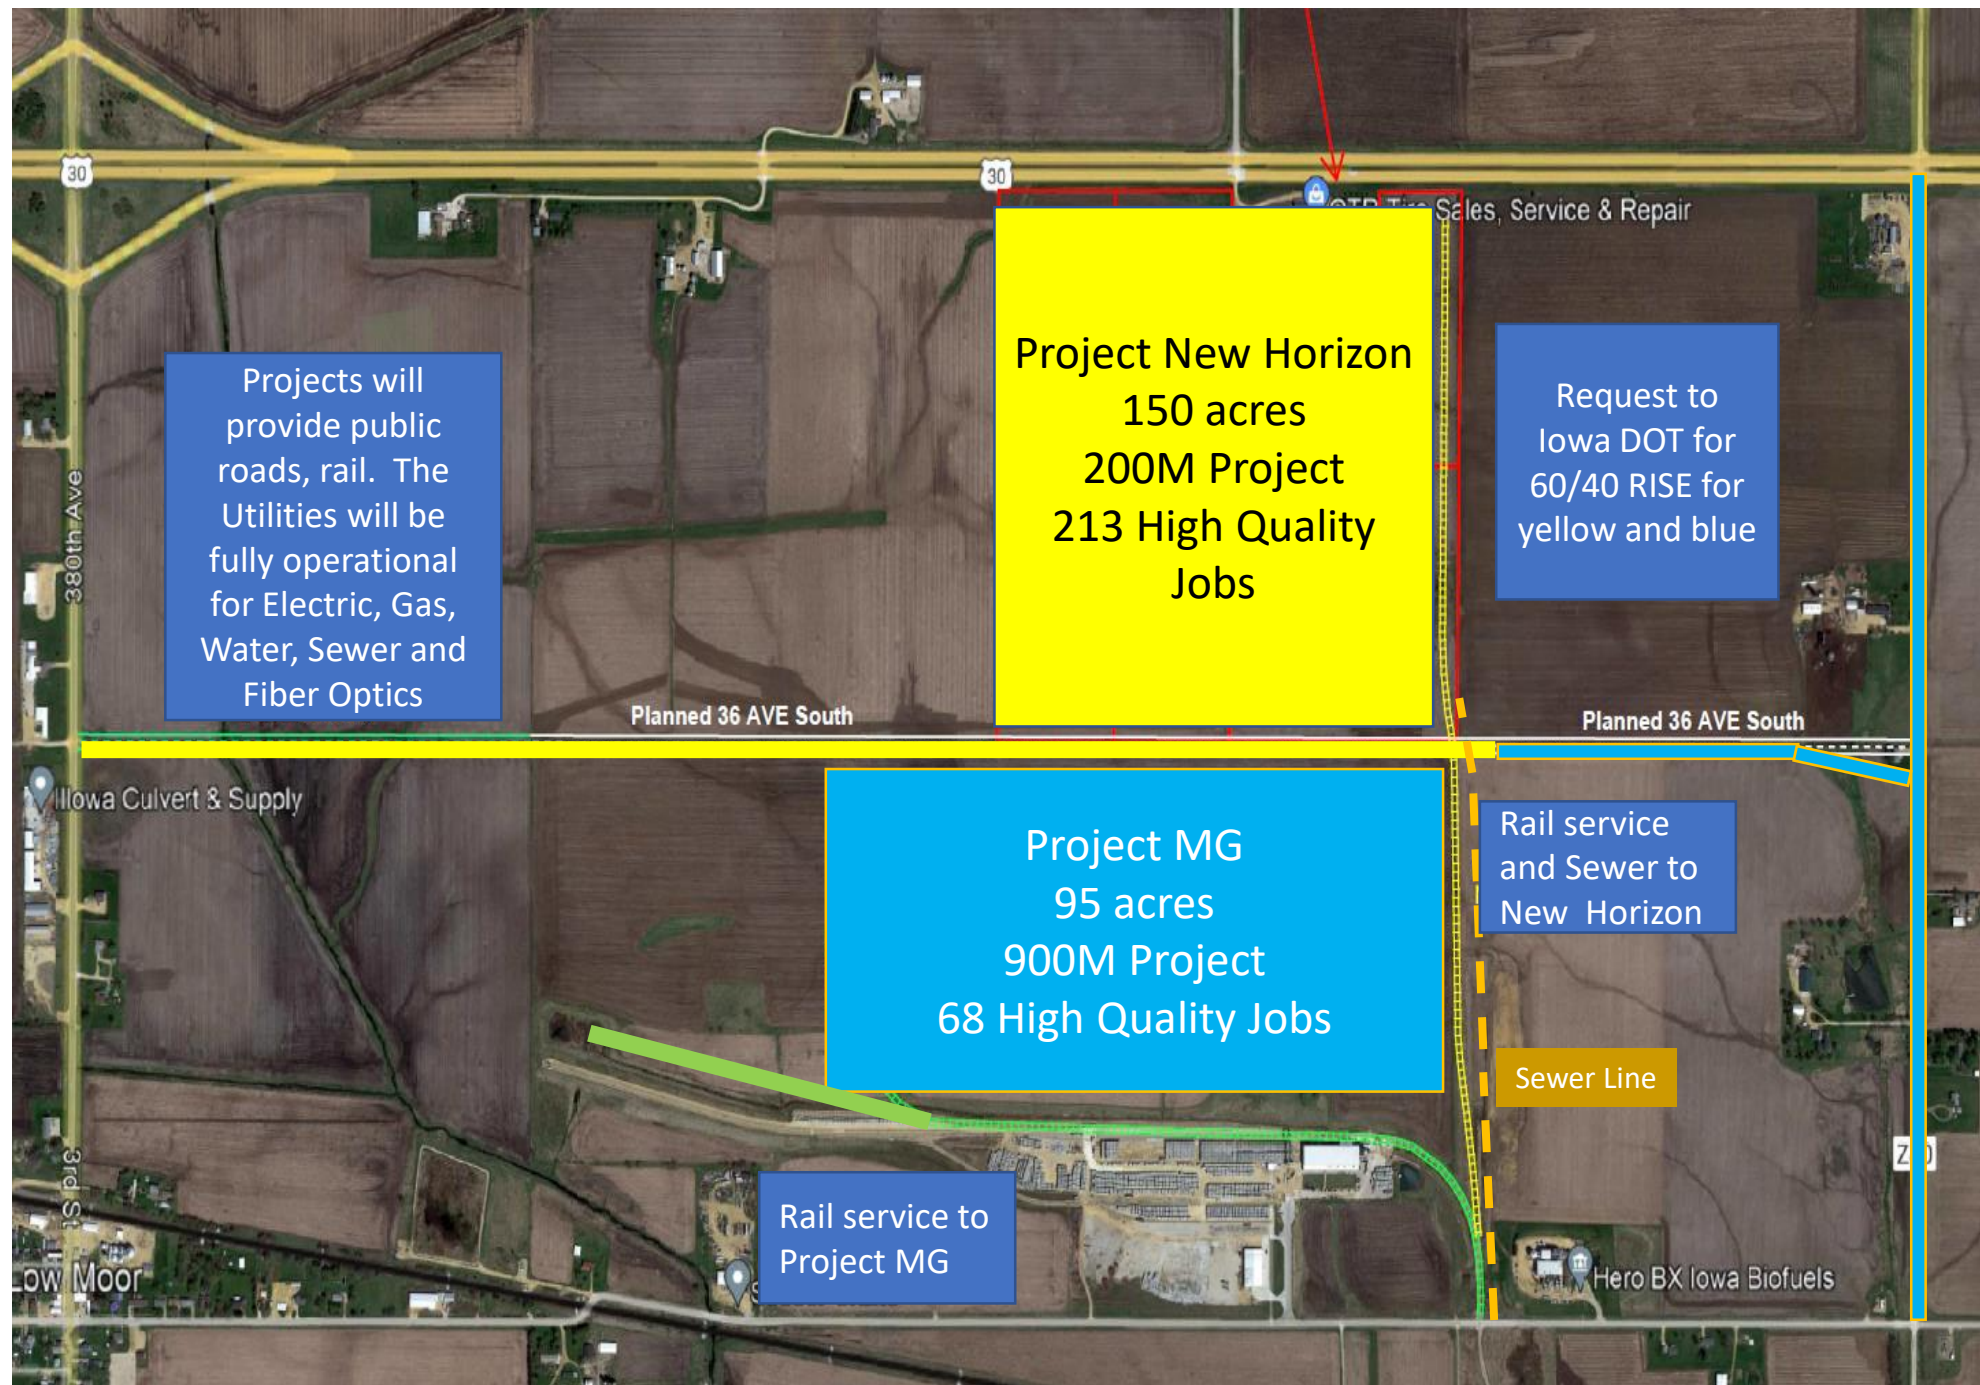 30
30
Sales, Service & Repair
Project New Horizon
150 acres
200M Project
213 High Quality
Jobs
Projects will
provide public
roads, rail.  The
Utilities will be
fully operational
for Electric, Gas,
Water, Sewer and
Fiber Optics
Request to
Iowa DOT for
60/40 RISE for
yellow and blue
380th Ave
Planned 36 AVE South
Planned 36 AVE South
Illowa Culvert & Supply
Project MG
95 acres
900M Project
68 High Quality Jobs
Rail service
and Sewer to
New  Horizon
Sewer Line
3rd St
Rail service to
Project MG
Low Moor
Hero BX Iowa Biofuels